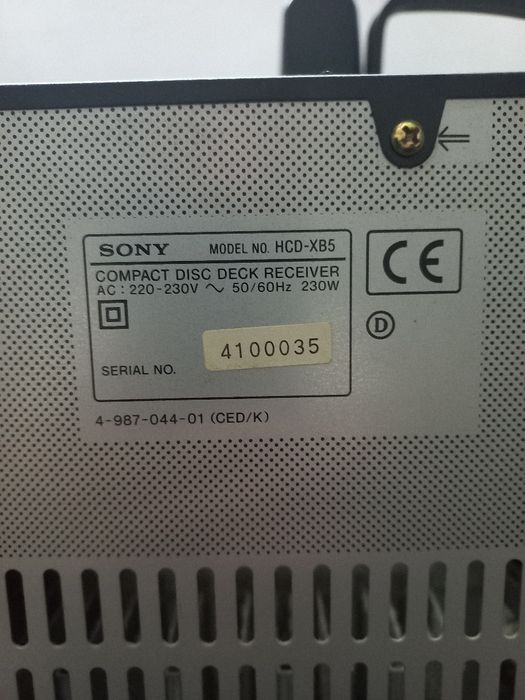 SONY MODEL NO. HCD-XB5
COMPACT DISC DECK RECEIVER
AC : 220-230V ~ 50/60Hz 230W
SERIAL NO. 4100035
4-987-044-01 (CED/K)
CE
D